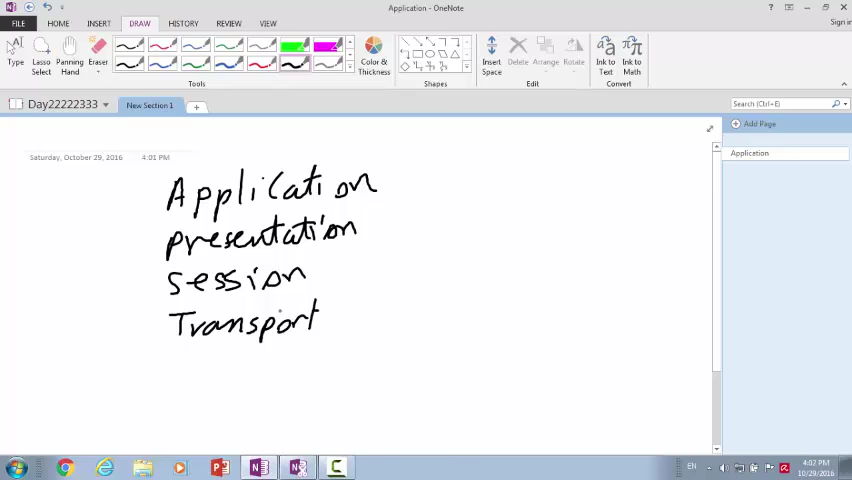 Application - OneNote
FILE HOME INSERT DRAW HISTORY REVIEW VIEW
Sign in
Type Lasso Select Panning Hand Eraser Color & Thickness Insert Space Delete Arrange Rotate Ink to Text Ink to Math
Tools Shapes Edit Convert
Day22222333 New Section 1 Search (Ctrl+E)
Add Page
Saturday, October 29, 2016 4:01 PM
Application
Application
presentation
session
Transport
EN 4:02 PM
10/29/2016